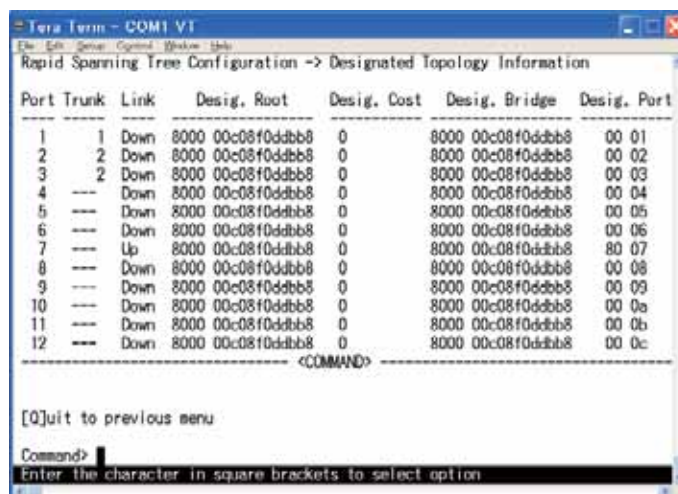 Tera Term - COM1 VT
File Edit Setup Control Window Help
Rapid Spanning Tree Configuration -> Designated Topology Information
Port Trunk Link Desig. Root Desig. Cost Desig. Bridge Desig. Port
---- ----- ---- ----------------- ----------- ----------------- -----------
1 1 Down 8000 00c08f0ddbb8 0 8000 00c08f0ddbb8 00 01
2 2 Down 8000 00c08f0ddbb8 0 8000 00c08f0ddbb8 00 02
3 2 Down 8000 00c08f0ddbb8 0 8000 00c08f0ddbb8 00 03
4 --- Down 8000 00c08f0ddbb8 0 8000 00c08f0ddbb8 00 04
5 --- Down 8000 00c08f0ddbb8 0 8000 00c08f0ddbb8 00 05
6 --- Down 8000 00c08f0ddbb8 0 8000 00c08f0ddbb8 00 06
7 --- Up 8000 00c08f0ddbb8 0 8000 00c08f0ddbb8 80 07
8 --- Down 8000 00c08f0ddbb8 0 8000 00c08f0ddbb8 00 08
9 --- Down 8000 00c08f0ddbb8 0 8000 00c08f0ddbb8 00 09
10 --- Down 8000 00c08f0ddbb8 0 8000 00c08f0ddbb8 00 0a
11 --- Down 8000 00c08f0ddbb8 0 8000 00c08f0ddbb8 00 0b
12 --- Down 8000 00c08f0ddbb8 0 8000 00c08f0ddbb8 00 0c
------------------------------ <COMMAND> ---------------------------------
[Q]uit to previous menu
Command>
Enter the character in square brackets to select option